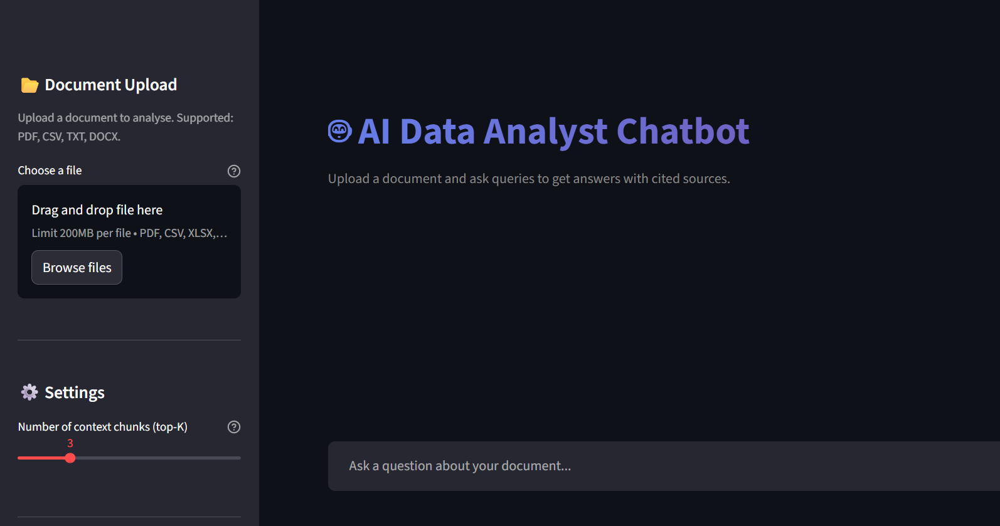 Document Upload
Upload a document to analyse. Supported:
PDF, CSV, TXT, DOCX.
Choose a file
Drag and drop file here
Limit 200MB per file • PDF, CSV, XLSX,…
Browse files
Settings
Number of context chunks (top-K)
3
AI Data Analyst Chatbot
Upload a document and ask queries to get answers with cited sources.
Ask a question about your document...